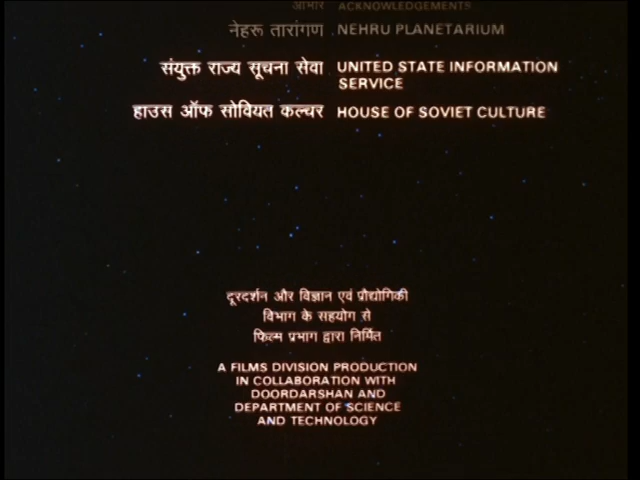 आभार ACKNOWLEDGEMENTS
नेहरू तारांगण NEHRU PLANETARIUM
संयुक्त राज्य सूचना सेवा UNITED STATE INFORMATION
SERVICE
हाउस ऑफ सोवियत कल्चर HOUSE OF SOVIET CULTURE
दूरदर्शन और विज्ञान एवं प्रौद्योगिकी
विभाग के सहयोग से
फिल्म प्रभाग द्वारा निर्मित
A FILMS DIVISION PRODUCTION
IN COLLABORATION WITH
DOORDARSHAN AND
DEPARTMENT OF SCIENCE
AND TECHNOLOGY